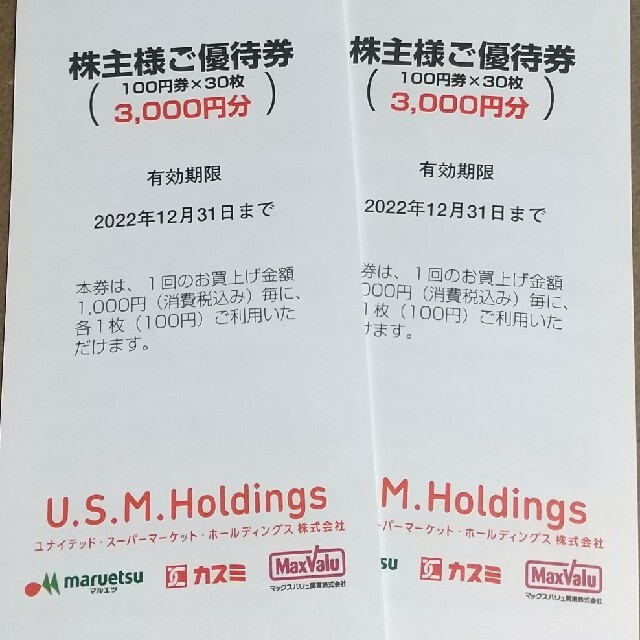 株主様ご優待券
(100円券×30枚
3,000円分)
有効期限
2022年12月31日まで
本券は、1回のお買上げ金額
1,000円(消費税込み)毎に、
各1枚(100円)ご利用いた
だけます。
U.S.M.Holdings
ユナイテッド・スーパーマーケット・ホールディングス 株式会社
maruetsu
マルエツ
カスミ
MaxValu
マックスバリュ関東株式会社
株主様ご優待券
(100円券×30枚
3,000円分)
有効期限
2022年12月31日まで
券は、1回のお買上げ金額
000円(消費税込み)毎に、
1枚(100円)ご利用いた
けます。
M.Holdings
ーパーマーケット・ホールディングス 株式会社
su
カスミ
MaxValu
マックスバリュ関東株式会社